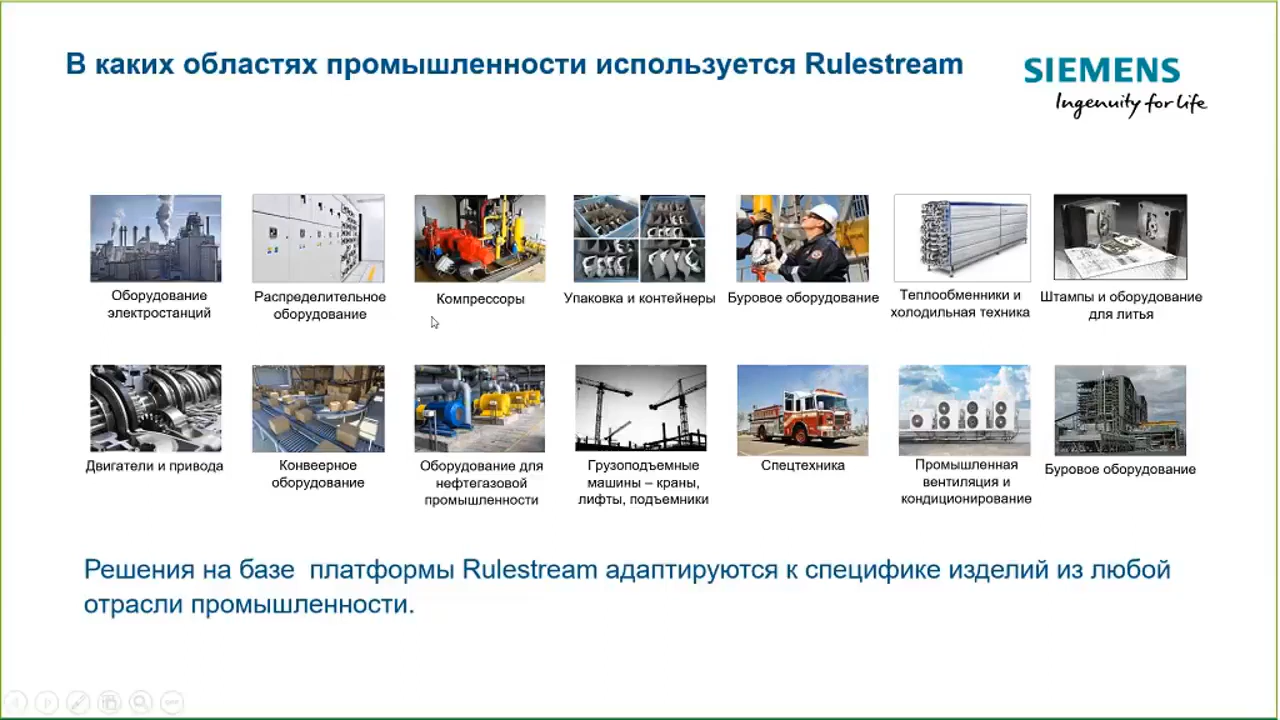 В каких областях промышленности используется Rulestream
SIEMENS
Ingenuity for life
Оборудование
электростанций
Распределительное
оборудование
Компрессоры
Упаковка и контейнеры
Буровое оборудование
Теплообменники и
холодильная техника
Штампы и оборудование
для литья
Двигатели и привода
Конвеерное
оборудование
Оборудование для
нефтегазовой
промышленности
Грузоподъемные
машины – краны,
лифты, подъемники
Спецтехника
Промышленная
вентиляция и
кондиционирование
Буровое оборудование
Решения на базе  платформы Rulestream адаптируются к специфике изделий из любой
отрасли промышленности.